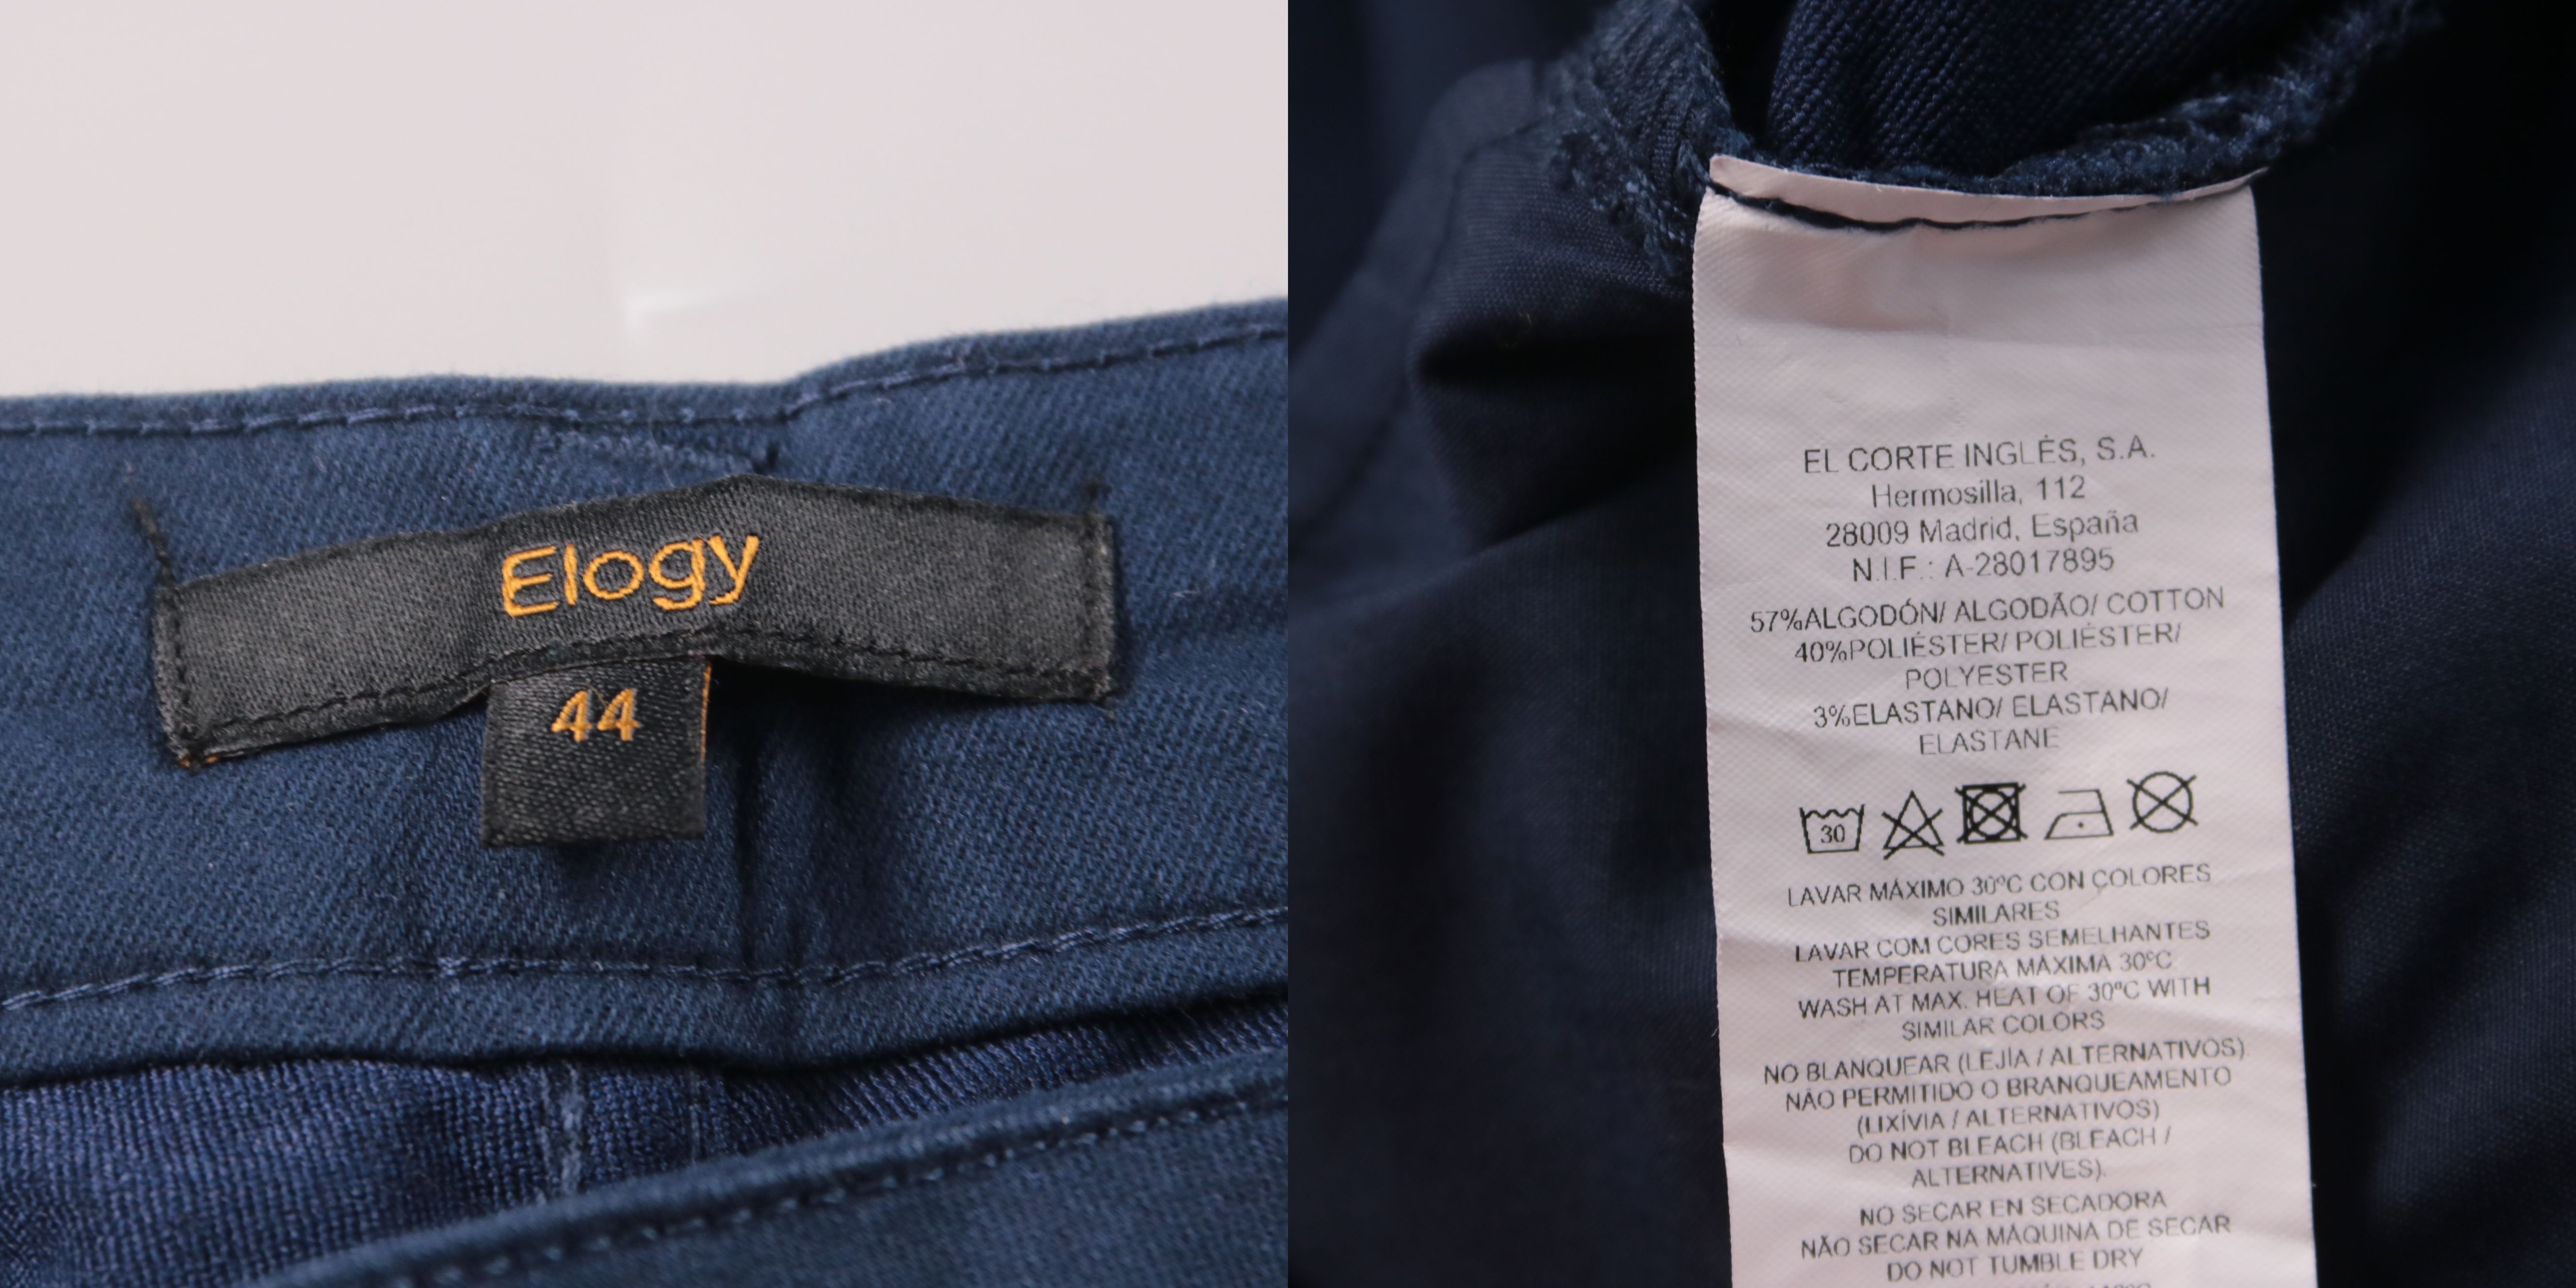 Elogy
44
EL CORTE INGLÉS, S.A.
Hermosilla, 112
28009 Madrid, España
N.I.F.: A-28017895
57%ALGODÓN/ ALGODÃO/ COTTON
40%POLIÉSTER/ POLIÉSTER/
POLYESTER
3%ELASTANO/ ELASTANO/
ELASTANE
30
LAVAR MÁXIMO 30ºC CON COLORES
SIMILARES
LAVAR COM CORES SEMELHANTES
TEMPERATURA MÁXIMA 30ºC
WASH AT MAX. HEAT OF 30ºC WITH
SIMILAR COLORS
NO BLANQUEAR (LEJÍA / ALTERNATIVOS)
NÃO PERMITIDO O BRANQUEAMENTO
(LIXÍVIA / ALTERNATIVOS)
DO NOT BLEACH (BLEACH /
ALTERNATIVES).
NO SECAR EN SECADORA
NÃO SECAR NA MÁQUINA DE SECAR
DO NOT TUMBLE DRY